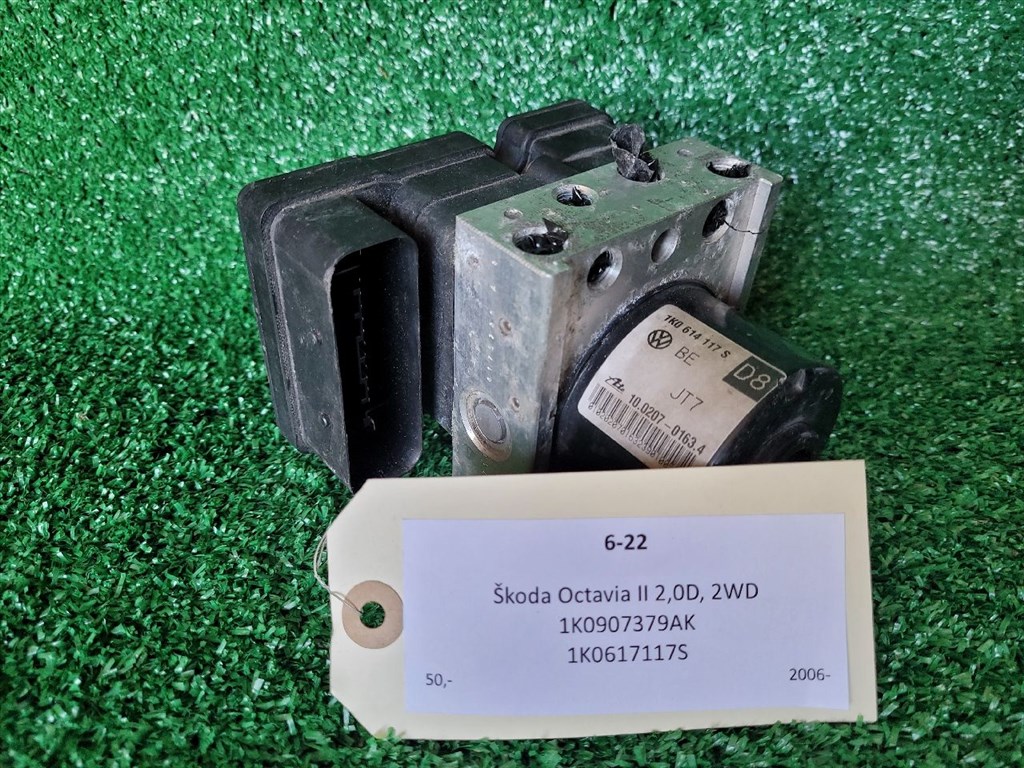 1K0 614 117 S
BE
D8
JT7
10.0207-0163.4
6-22
Škoda Octavia II 2,0D, 2WD
1K0907379AK
1K0617117S
50,-
2006-